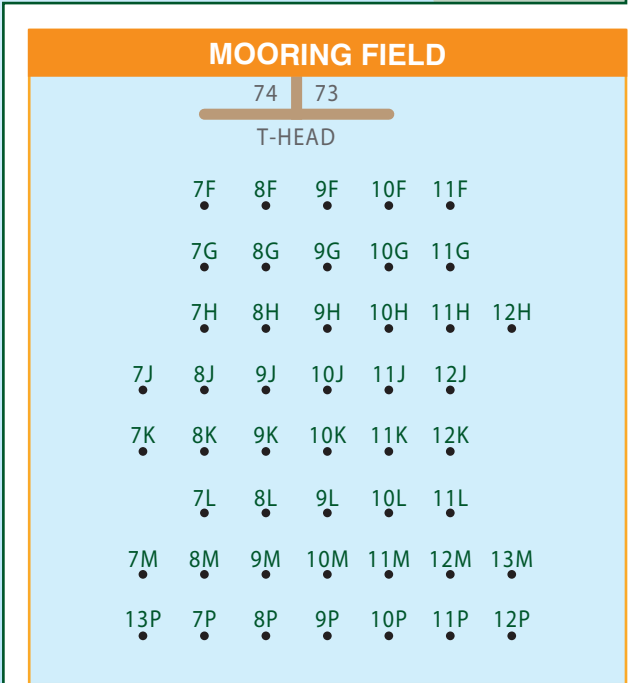 MOORING FIELD
74 73
T-HEAD
7F 8F 9F 10F 11F
7G 8G 9G 10G 11G
7H 8H 9H 10H 11H 12H
7J 8J 9J 10J 11J 12J
7K 8K 9K 10K 11K 12K
7L 8L 9L 10L 11L
7M 8M 9M 10M 11M 12M 13M
13P 7P 8P 9P 10P 11P 12P